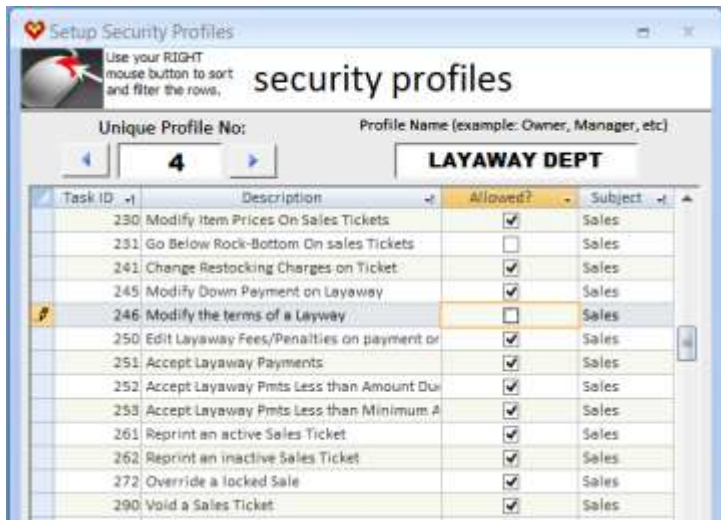 Setup Security Profiles
Use your RIGHT
mouse button to sort
and filter the rows.
security profiles
Unique Profile No:
Profile Name (example: Owner, Manager, etc)
4
LAYAWAY DEPT
Task ID Description Allowed? Subject
230 Modify Item Prices On Sales Tickets Sales
231 Go Below Rock-Bottom On sales Tickets Sales
241 Change Restocking Charges on Ticket Sales
245 Modify Down Payment on Layaway Sales
246 Modify the terms of a Layway Sales
250 Edit Layaway Fees/Penalties on payment or Sales
251 Accept Layaway Payments Sales
252 Accept Layaway Pmts Less than Amount Du Sales
253 Accept Layaway Pmts Less than Minimum A Sales
261 Reprint an active Sales Ticket Sales
262 Reprint an inactive Sales Ticket Sales
272 Override a locked Sale Sales
290 Void a Sales Ticket Sales